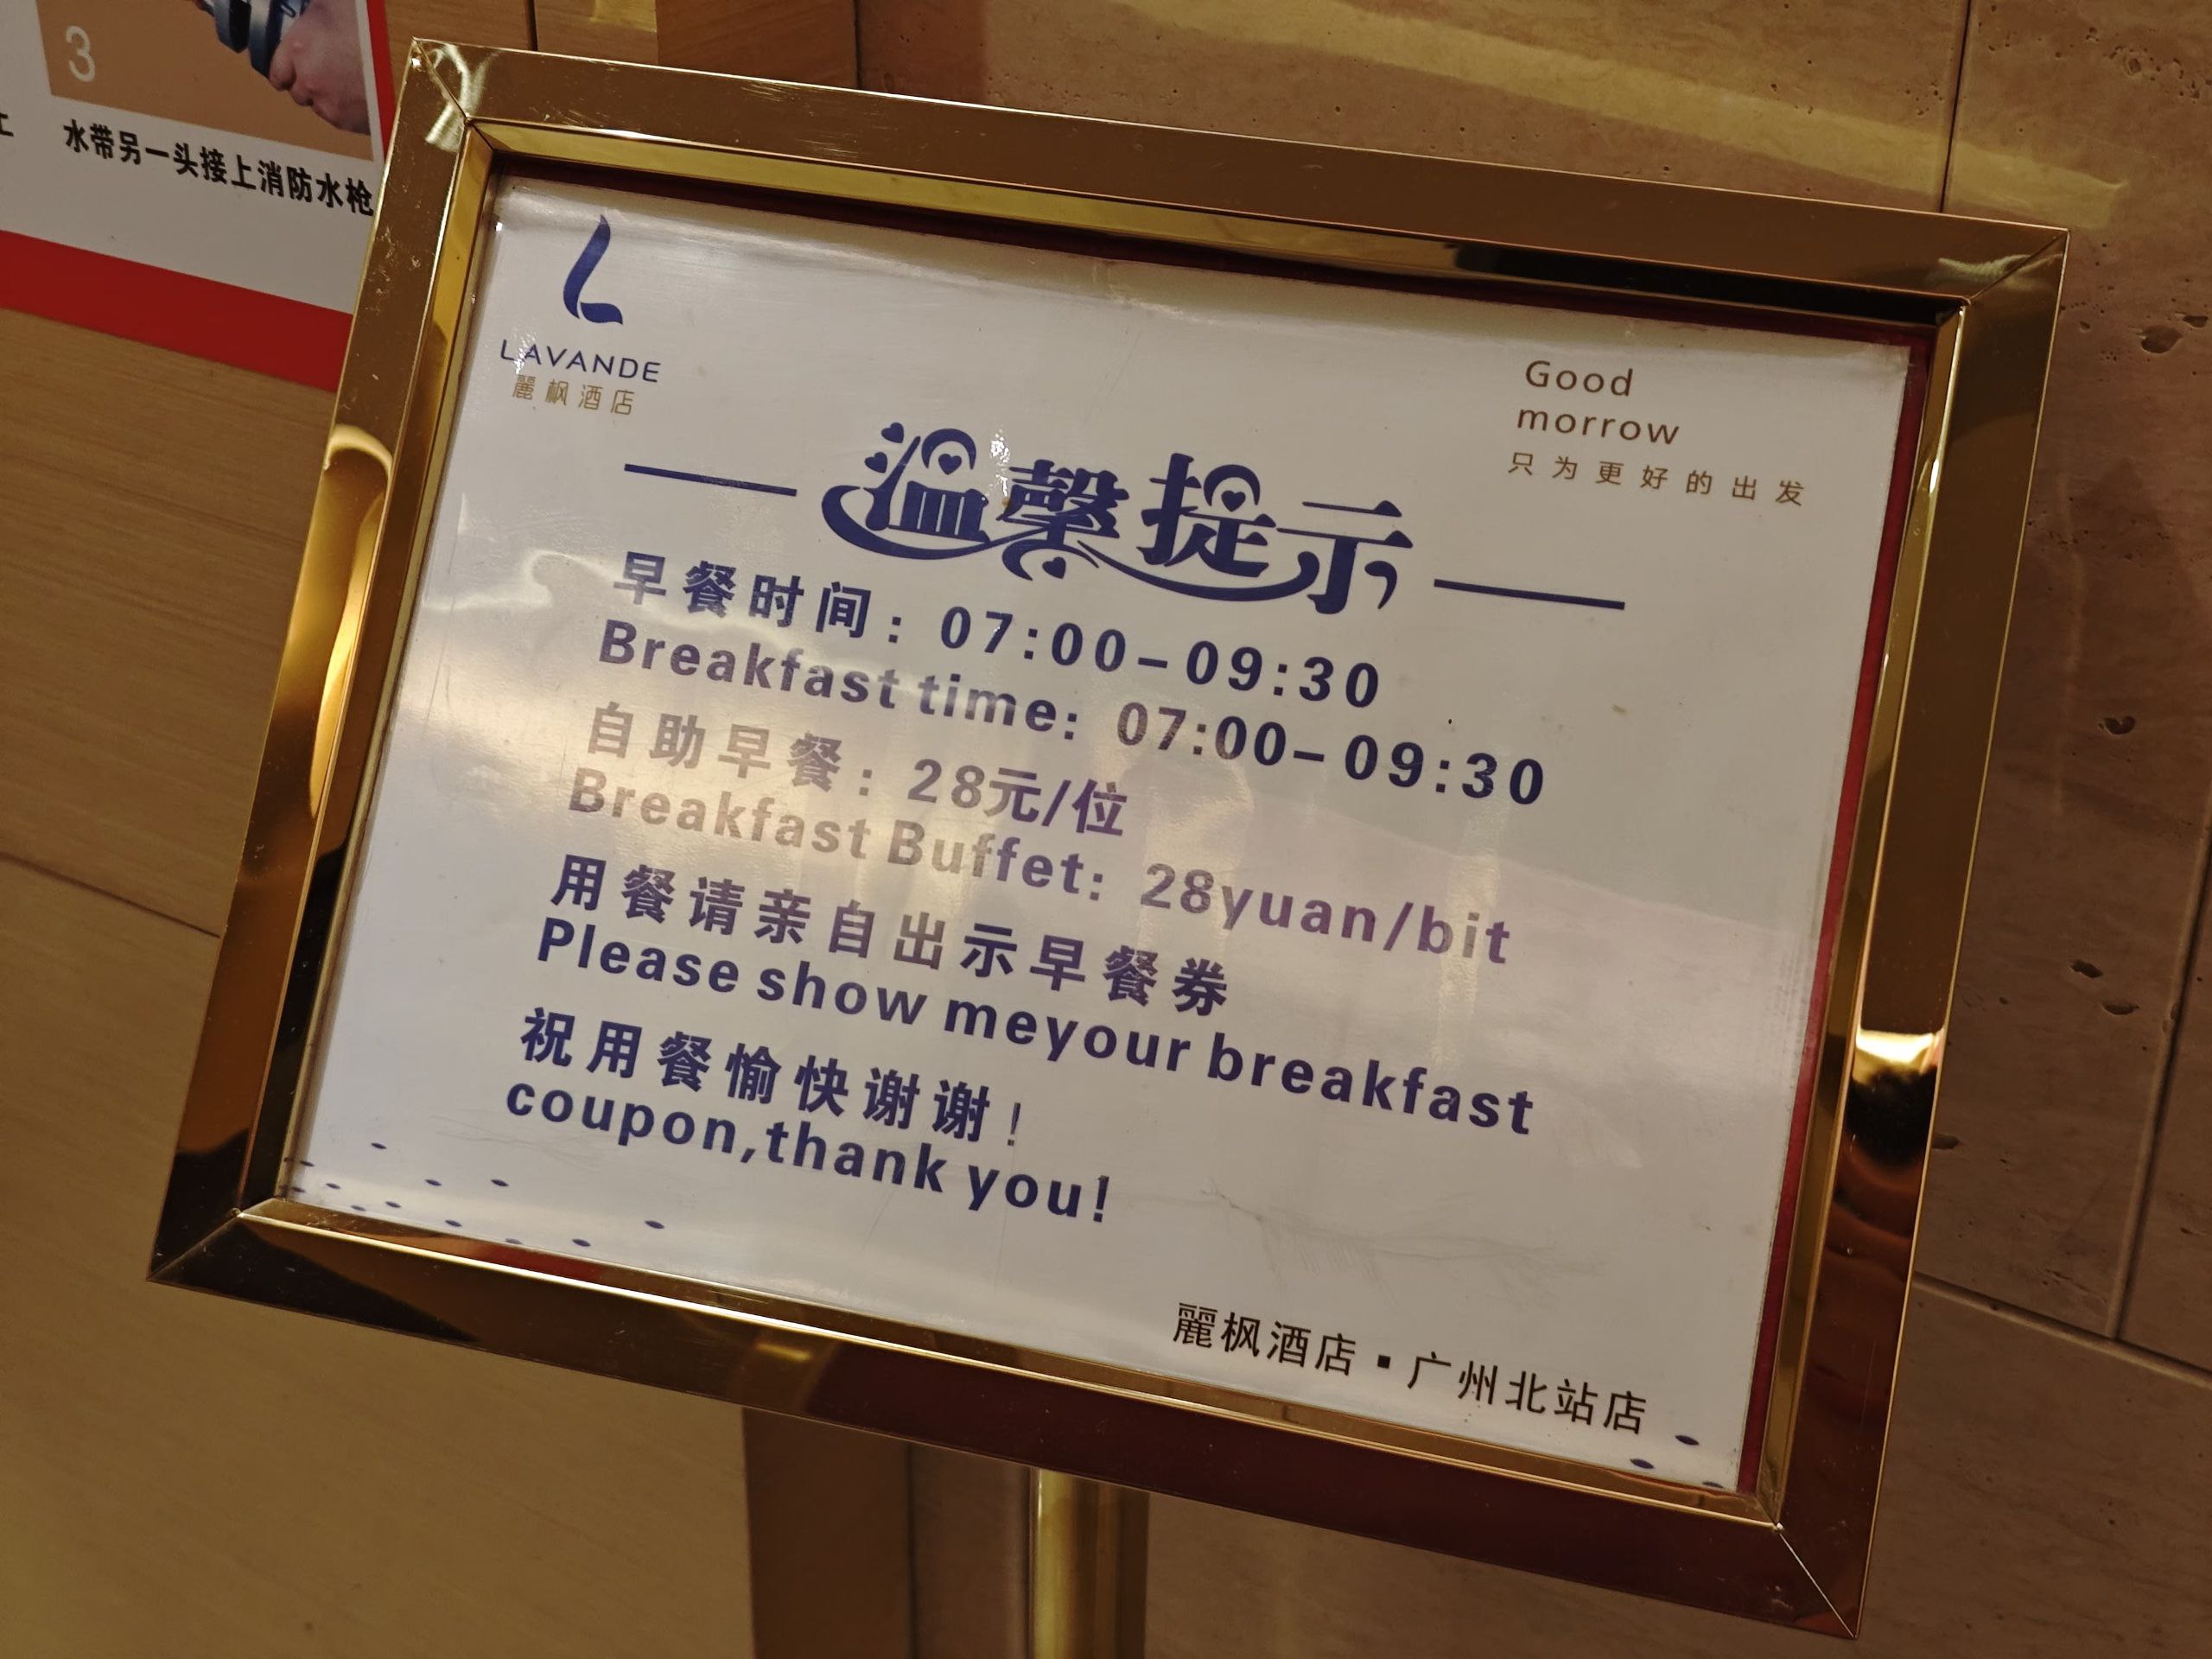 3
上
水带另一头接上消防水枪
LAVANDE
麗枫酒店
Good
morrow
只为更好的出发
温馨提示
早餐时间：07:00-09:30
Breakfast time: 07:00-09:30
自助早餐：28元/位
Breakfast Buffet: 28yuan/bit
用餐请亲自出示早餐券
Please show meyour breakfast
祝用餐愉快谢谢！
coupon,thank you!
麗枫酒店▪广州北站店